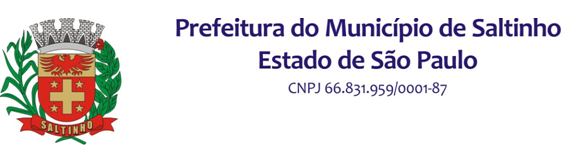 Prefeitura do Município de Saltinho
Estado de São Paulo
CNPJ 66.831.959/0001-87
SALTINHO